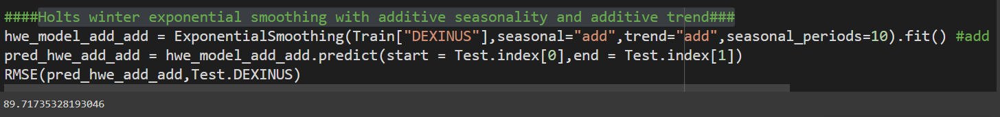 ####Holts winter exponential smoothing with additive seasonality and additive trend###
hwe_model_add_add = ExponentialSmoothing(Train["DEXINUS"],seasonal="add",trend="add",seasonal_periods=10).fit() #add
pred_hwe_add_add = hwe_model_add_add.predict(start = Test.index[0],end = Test.index[1])
RMSE(pred_hwe_add_add,Test.DEXINUS)
89.71735328193046